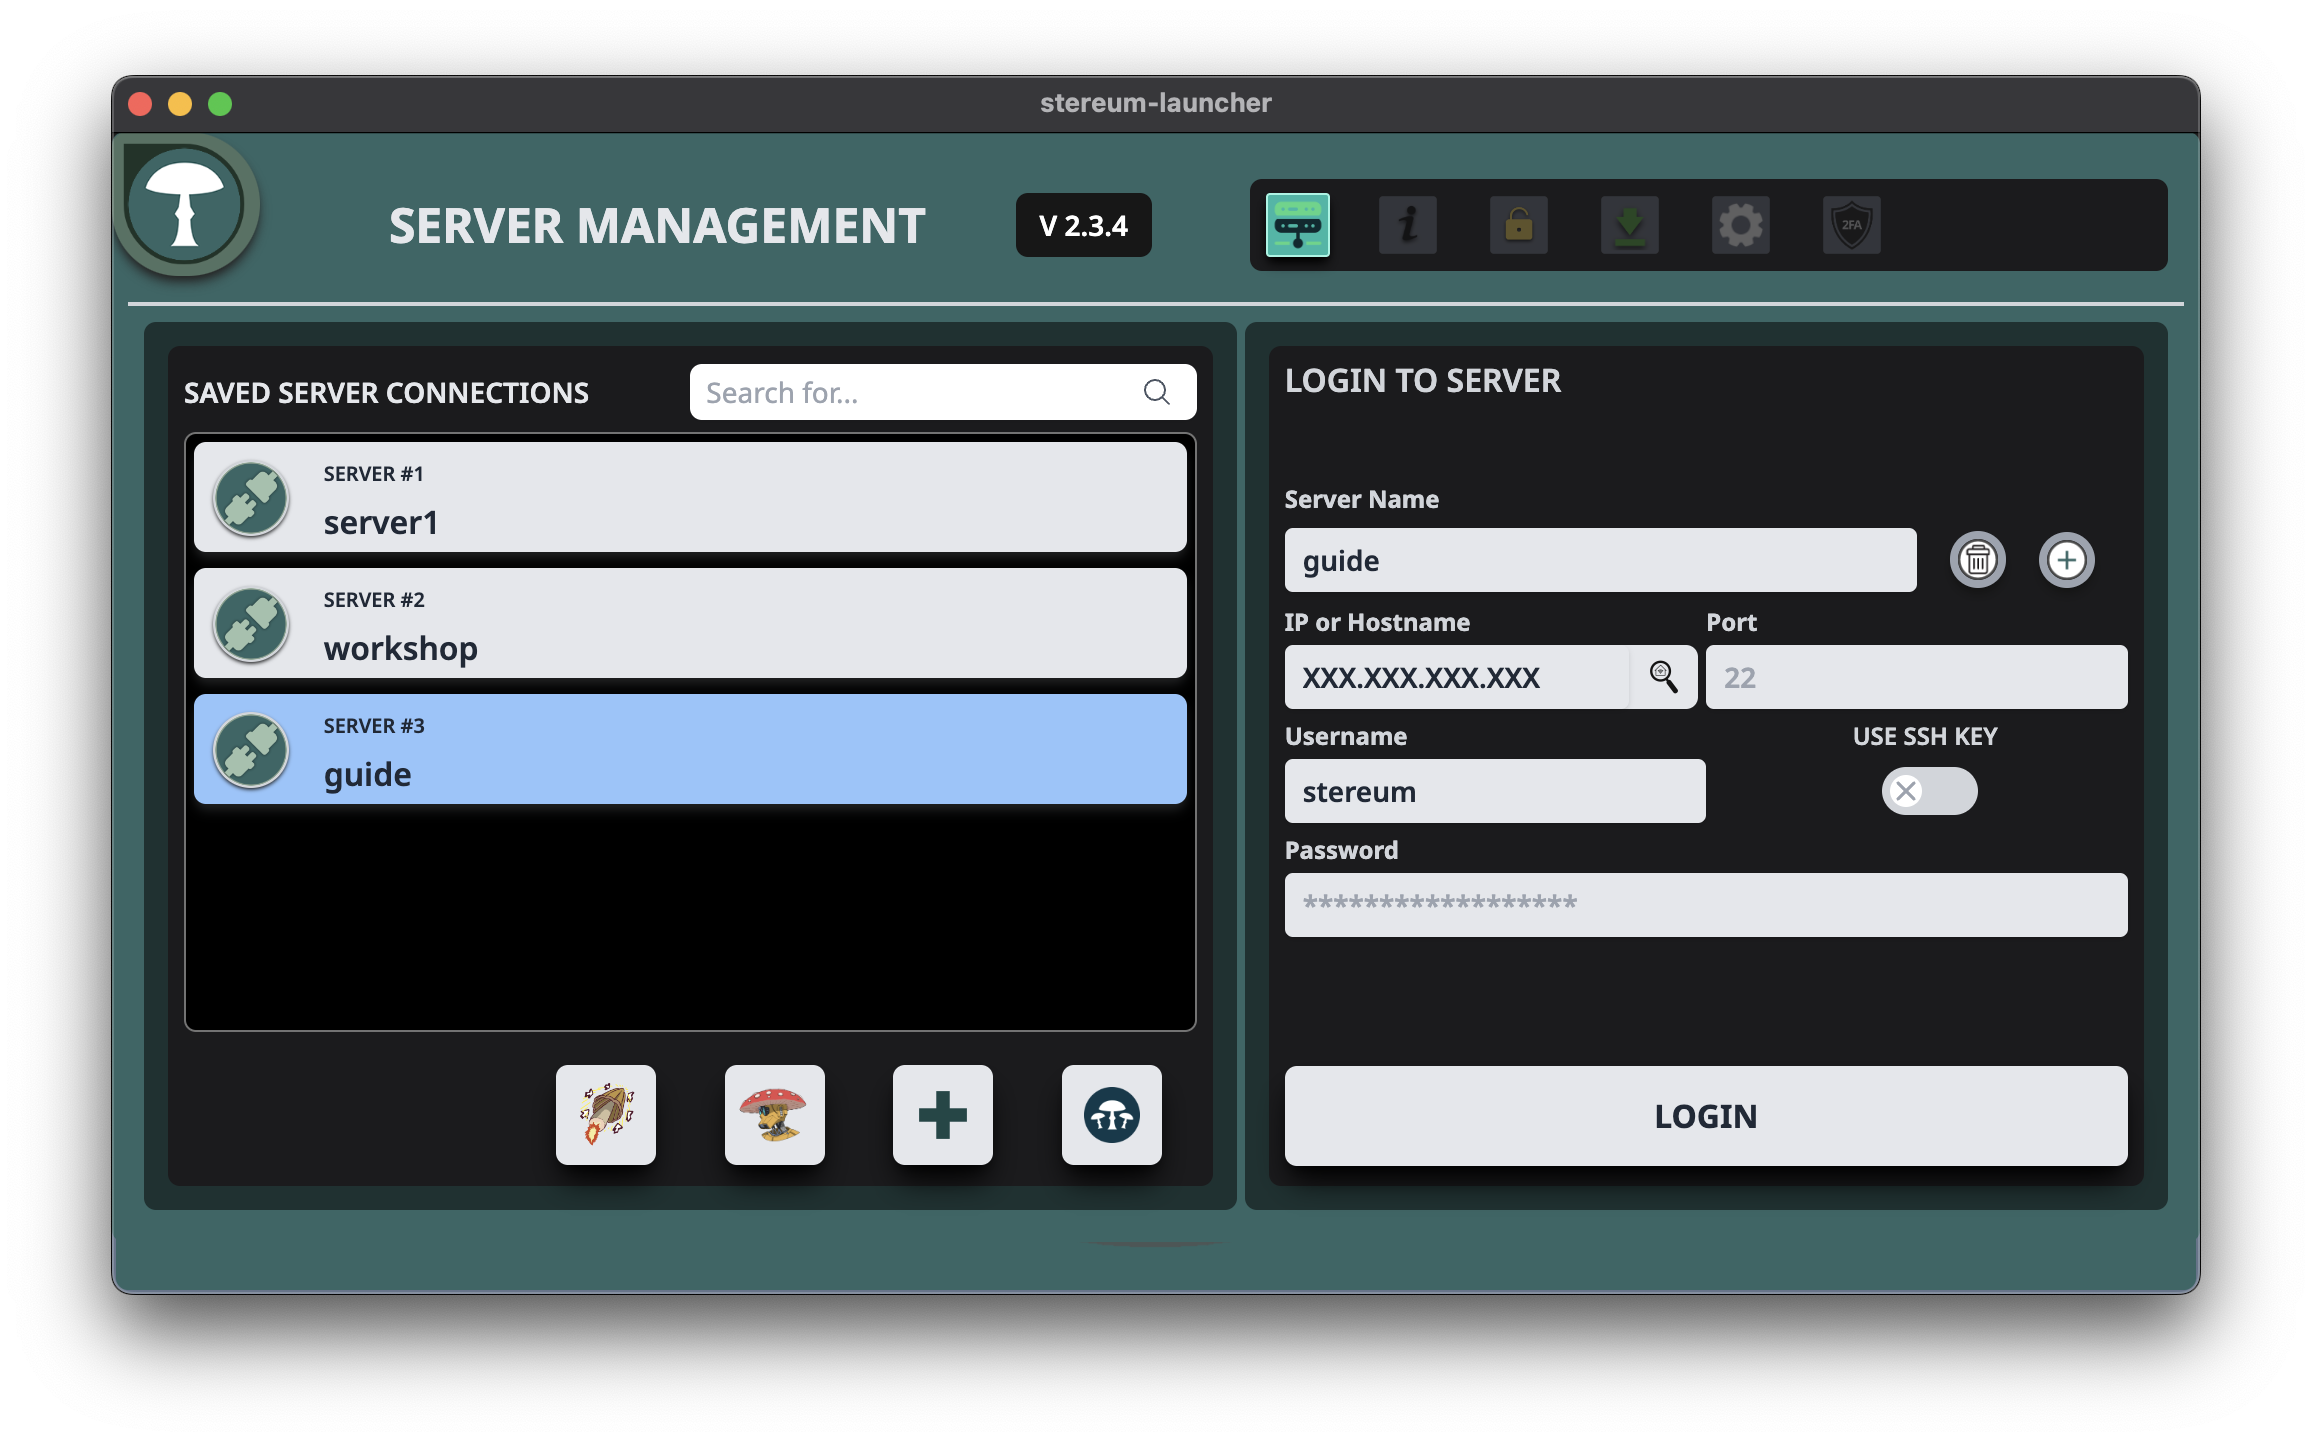 stereum-launcher
SERVER MANAGEMENT
V 2.3.4
2FA
SAVED SERVER CONNECTIONS
Search for...
SERVER #1
server1
SERVER #2
workshop
SERVER #3
guide
LOGIN TO SERVER
Server Name
guide
IP or Hostname
Port
XXX.XXX.XXX.XXX
22
Username
USE SSH KEY
stereum
Password
******************
LOGIN